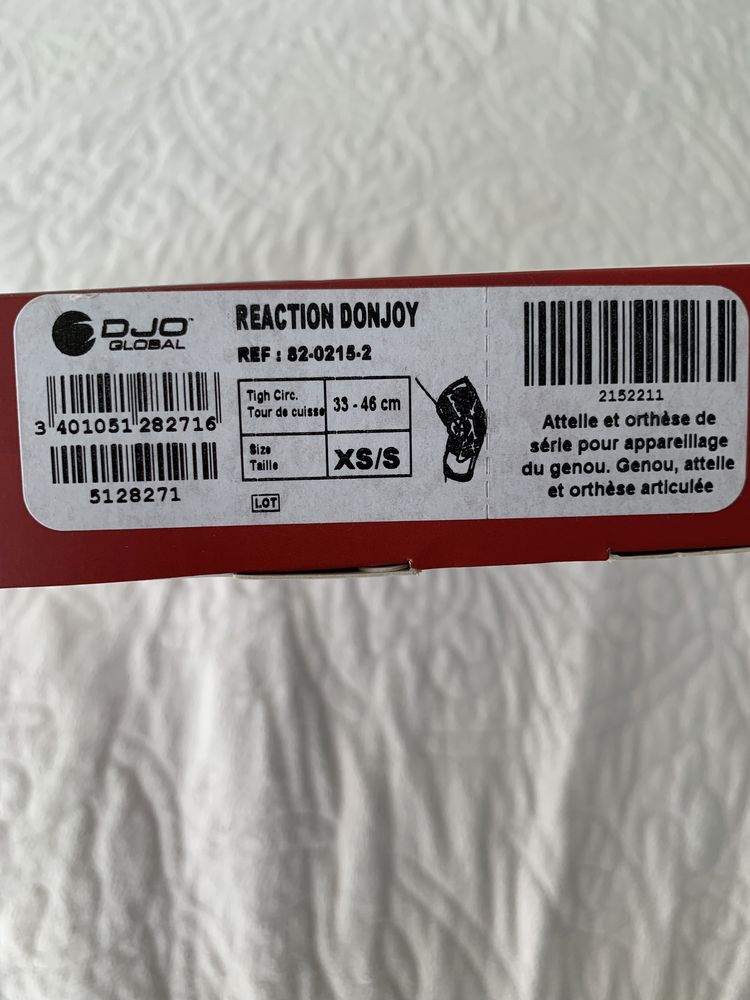 DJO™
GLOBAL
3 401051 282716
5128271
REACTION DONJOY
REF : 82-0215-2
Tigh Circ.
Tour de cuisse
33 - 46 cm
Size
Taille
XS/S
LOT
2152211
Attelle et orthèse de
série pour appareillage
du genou. Genou, attelle
et orthèse articulée